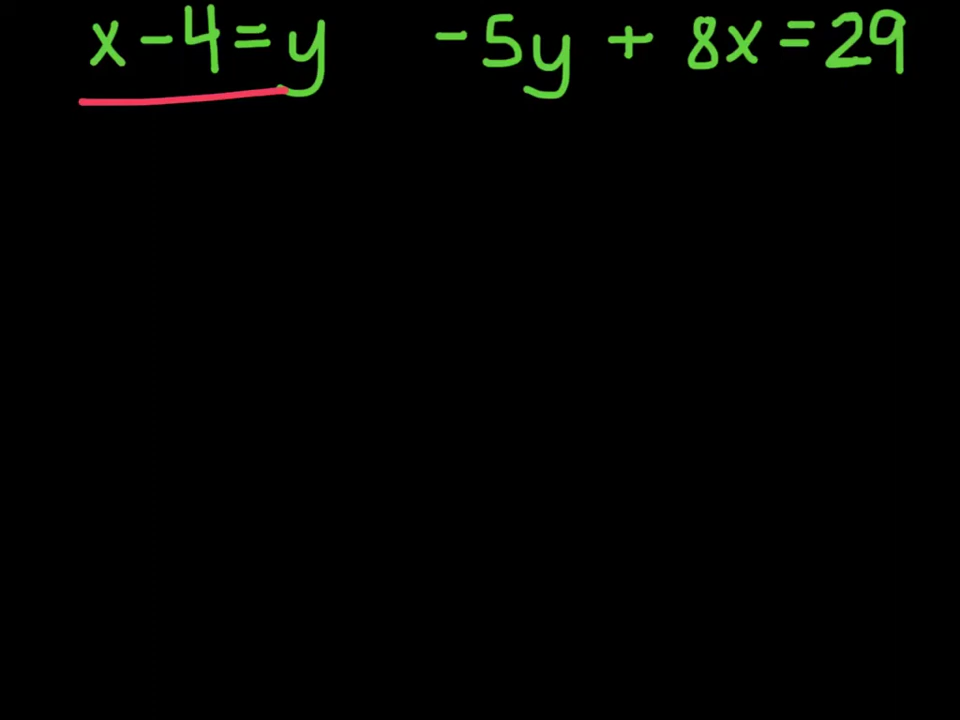 x - 4 = y -5y + 8x = 29